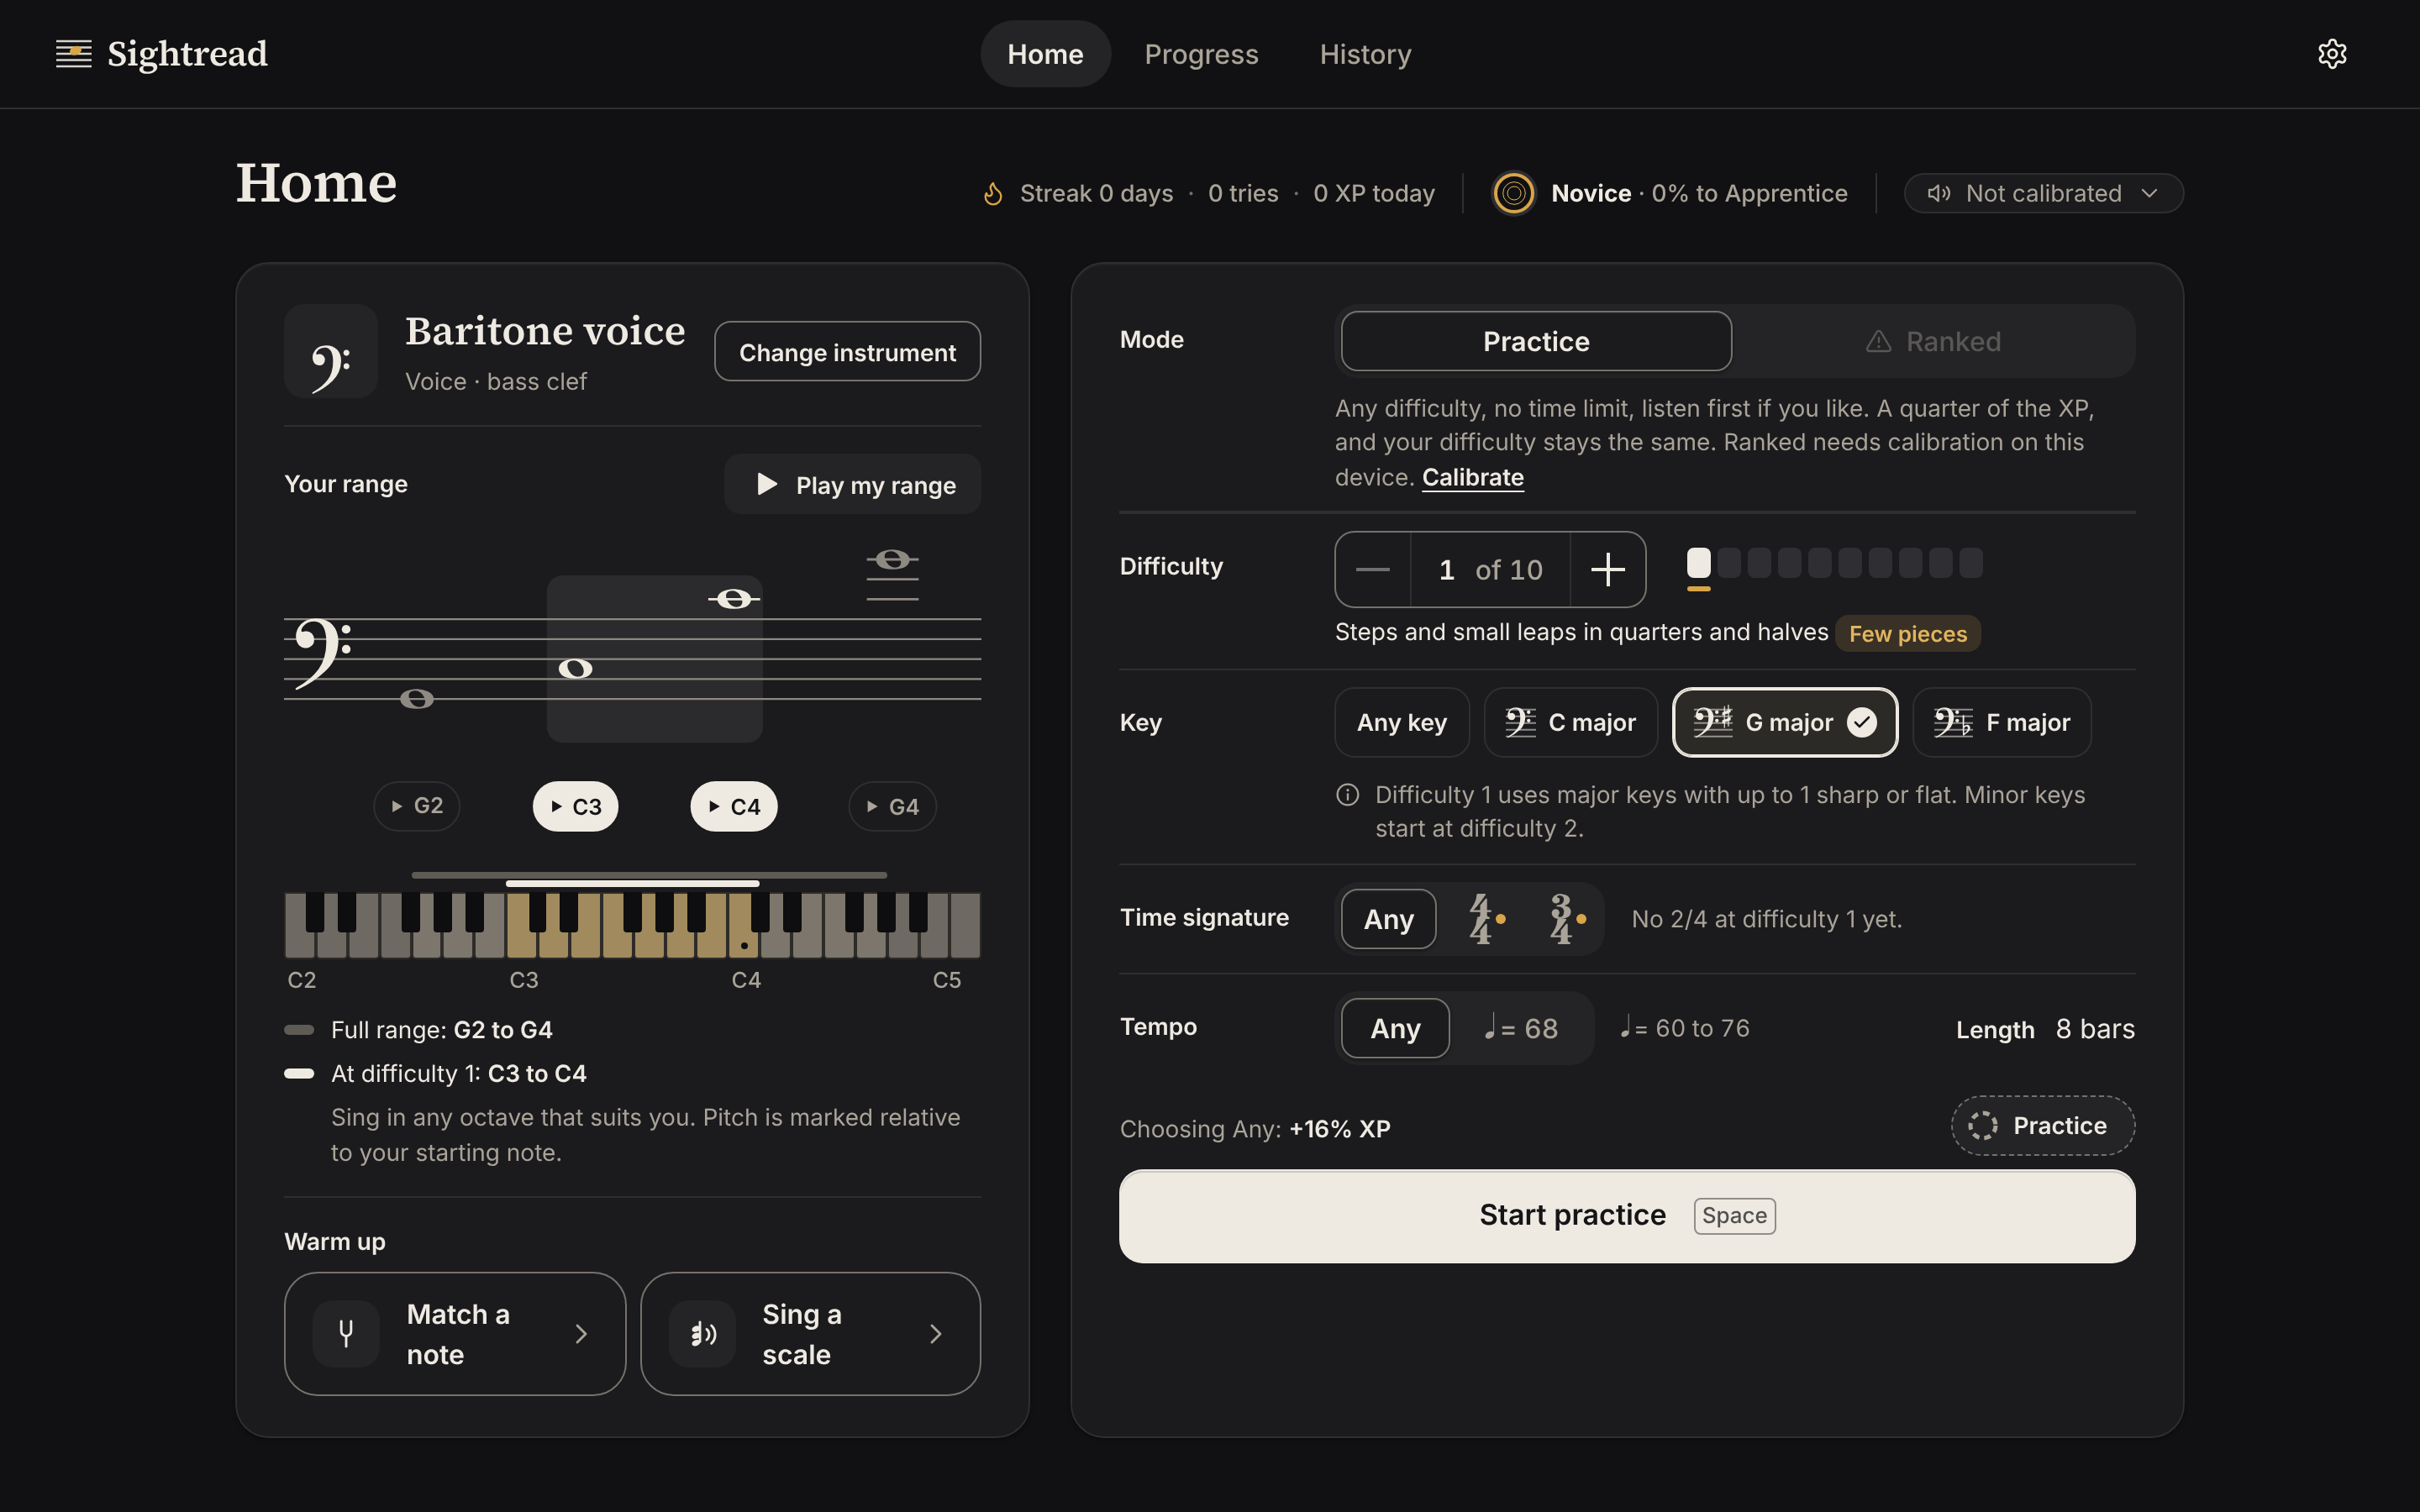 Sightread
Home
Progress
History
Home
Streak 0 days · 0 tries · 0 XP today
Novice · 0% to Apprentice
Not calibrated
Baritone voice
Voice · bass clef
Change instrument
Your range
Play my range
G2
C3
C4
G4
C2
C3
C4
C5
Full range: G2 to G4
At difficulty 1: C3 to C4
Sing in any octave that suits you. Pitch is marked relative
to your starting note.
Warm up
Match a
note
Sing a
scale
Mode
Practice
Ranked
Any difficulty, no time limit, listen first if you like. A quarter of the XP,
and your difficulty stays the same. Ranked needs calibration on this
device. Calibrate
Difficulty
1 of 10
Steps and small leaps in quarters and halves
Few pieces
Key
Any key
C major
G major
F major
Difficulty 1 uses major keys with up to 1 sharp or flat. Minor keys
start at difficulty 2.
Time signature
Any
4
4
3
4
No 2/4 at difficulty 1 yet.
Tempo
Any
♩= 68
♩= 60 to 76
Length 8 bars
Choosing Any: +16% XP
Practice
Start practice
Space